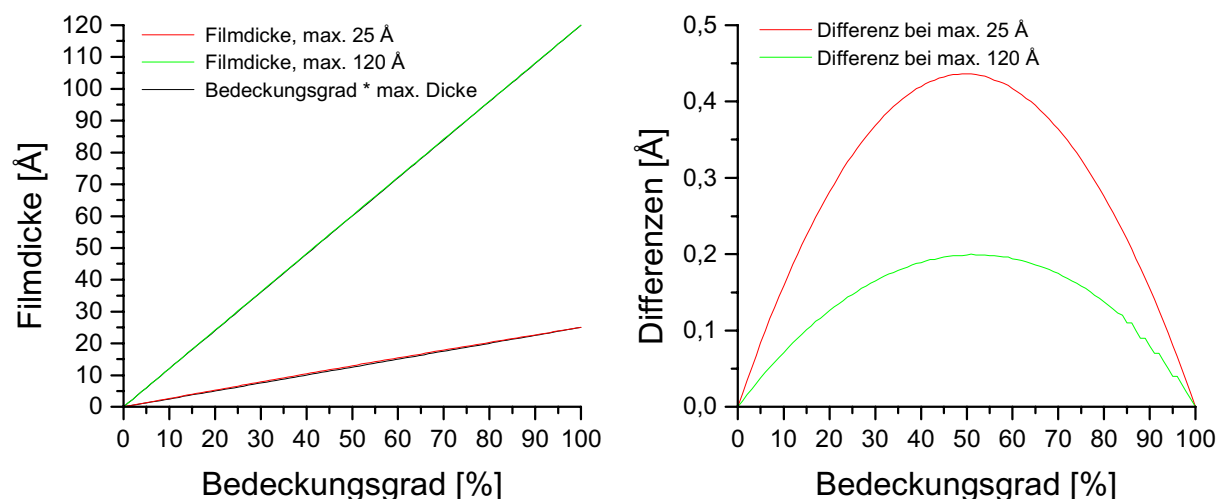 Filmdicke, max. 25 Å
Filmdicke, max. 120 Å
Bedeckungsgrad * max. Dicke
Filmdicke [Å]
120
110
100
90
80
70
60
50
40
30
20
10
0
0 10 20 30 40 50 60 70 80 90 100
Bedeckungsgrad [%]
Differenz bei max. 25 Å
Differenz bei max. 120 Å
Differenzen [Å]
0,5
0,4
0,3
0,2
0,1
0,0
0 10 20 30 40 50 60 70 80 90 100
Bedeckungsgrad [%]